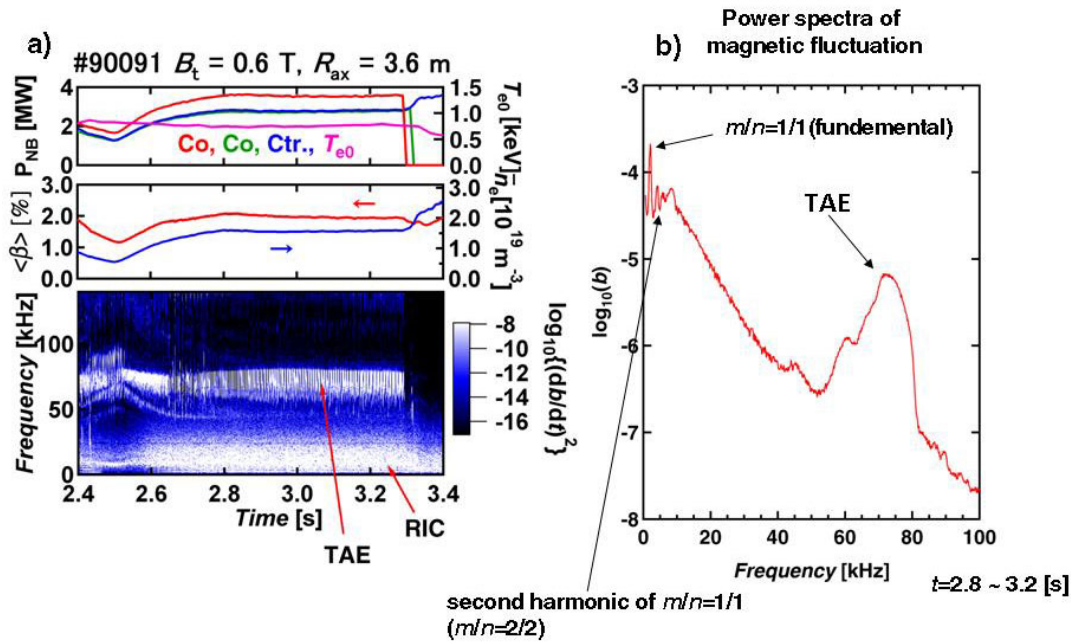 a)
#90091 Bt = 0.6 T, Rax = 3.6 m
4
2
0
PNB [MW]
1.5
1.0
0.5
0.0
Te0 [keV]
Co, Co, Ctr., Te0
3.0
2.0
1.0
0.0
<β> [%]
←
→
3.0
2.0
1.0
0.0
n̄e[10¹⁹ m⁻³]
100
50
0
Frequency [kHz]
-8
-10
-12
-14
-16
log10{(db/dt)²}
2.4 2.6 2.8 3.0 3.2 3.4
Time [s]
RIC
TAE
b)
Power spectra of
magnetic fluctuation
-3
-4
-5
-6
-7
-8
log10(b)
m/n=1/1(fundemental)
TAE
0 20 40 60 80 100
Frequency [kHz]
t=2.8 ~ 3.2 [s]
second harmonic of m/n=1/1
(m/n=2/2)